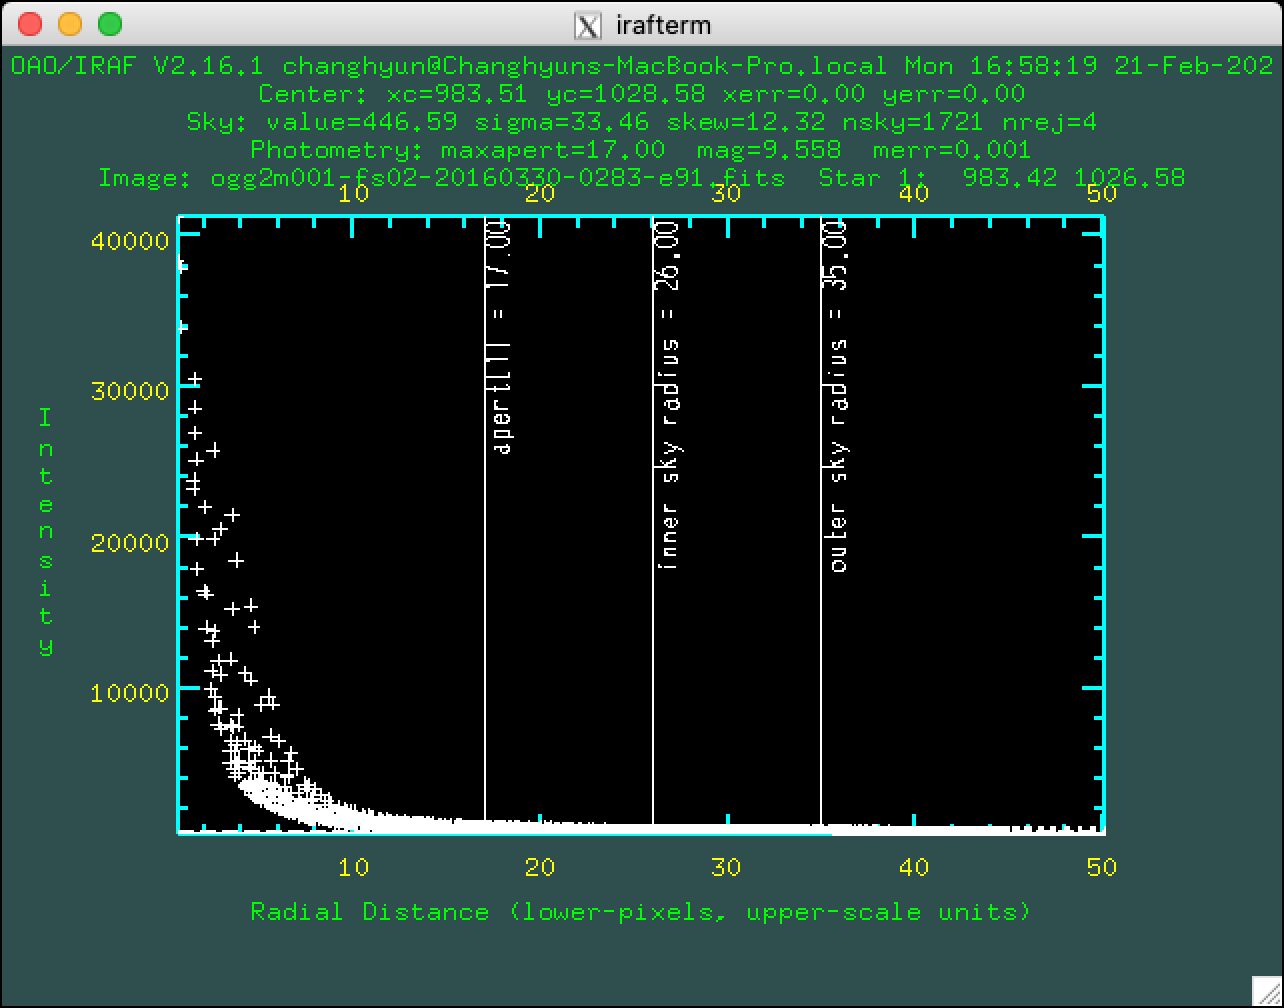 irafterm
OAO/IRAF V2.16.1 changhyun@Changhyuns-MacBook-Pro.local Mon 16:58:19 21-Feb-202
Center: xc=983.51 yc=1028.58 xerr=0.00 yerr=0.00
Sky: value=446.59 sigma=33.46 skew=12.32 nsky=1721 nrej=4
Photometry: maxapert=17.00 mag=9.558 merr=0.001
Image: ogg2m001-fs02-20160330-0283-e91.fits Star 1: 983.42 1026.58
10 20 30 40 50
40000
30000
20000
10000
Intensity
apert[1] = 17.00
inner sky radius = 26.00
outer sky radius = 35.00
10 20 30 40 50
Radial Distance (lower-pixels, upper-scale units)